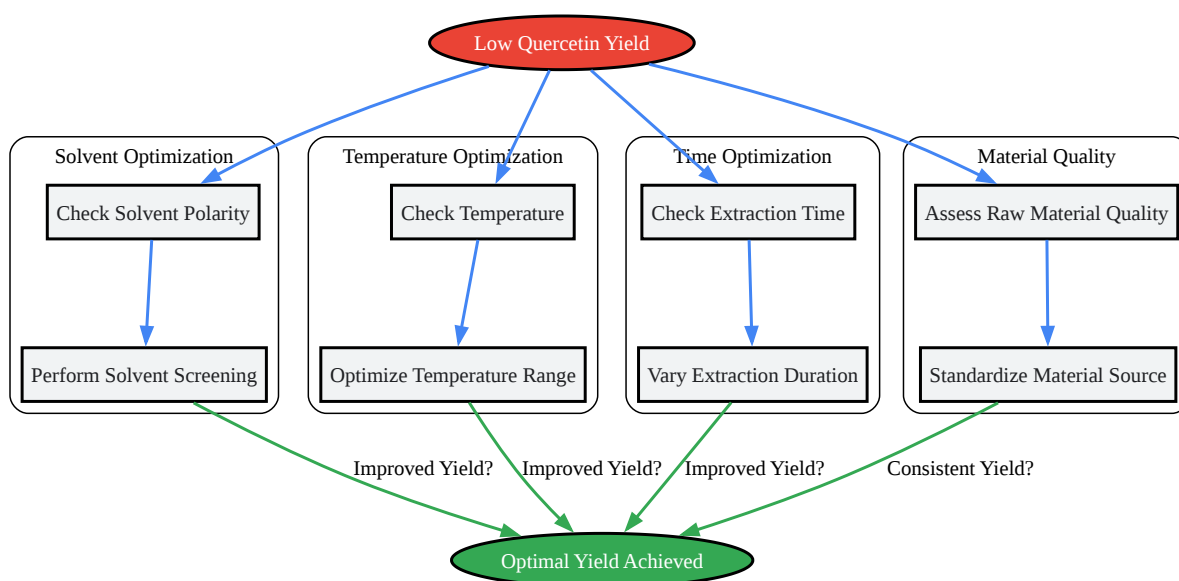 Low Quercetin Yield
Solvent Optimization
Temperature Optimization
Time Optimization
Material Quality
Check Solvent Polarity
Check Temperature
Check Extraction Time
Assess Raw Material Quality
Perform Solvent Screening
Optimize Temperature Range
Vary Extraction Duration
Standardize Material Source
Improved Yield?
Improved Yield?
Improved Yield?
Consistent Yield?
Optimal Yield Achieved